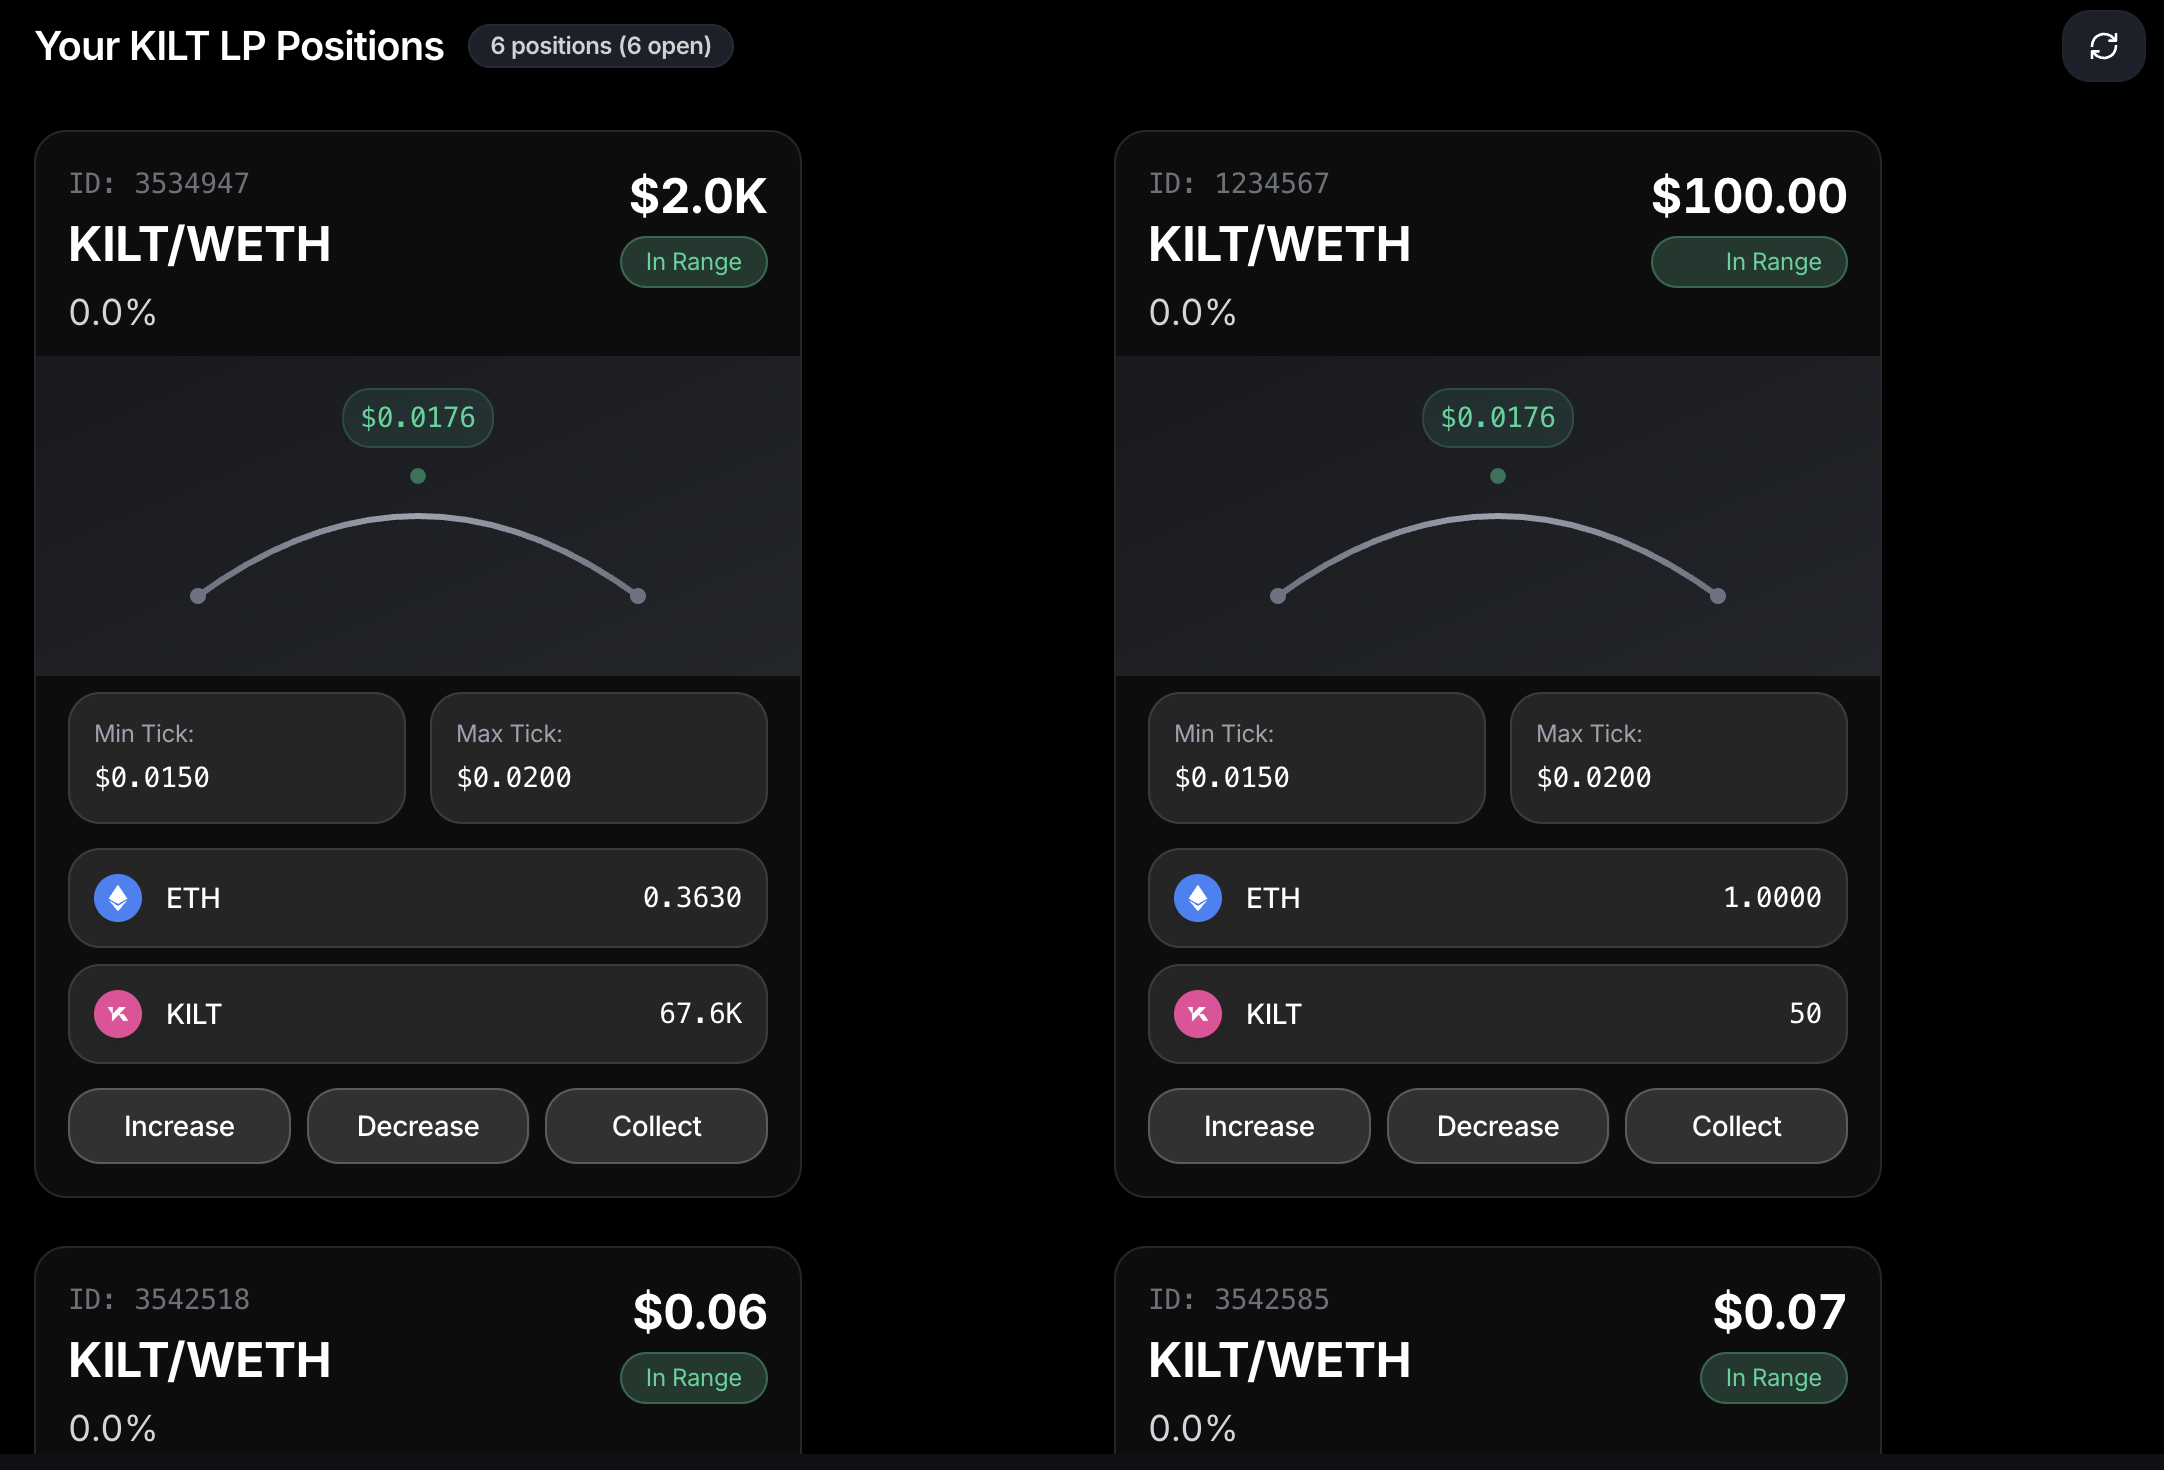 Your KILT LP Positions
6 positions (6 open)
ID: 3534947
KILT/WETH
0.0%
$2.0K
In Range
$0.0176
Min Tick:
$0.0150
Max Tick:
$0.0200
ETH 0.3630
KILT 67.6K
Increase
Decrease
Collect
ID: 1234567
KILT/WETH
0.0%
$100.00
In Range
$0.0176
Min Tick:
$0.0150
Max Tick:
$0.0200
ETH 1.0000
KILT 50
Increase
Decrease
Collect
ID: 3542518
KILT/WETH
0.0%
$0.06
In Range
ID: 3542585
KILT/WETH
0.0%
$0.07
In Range